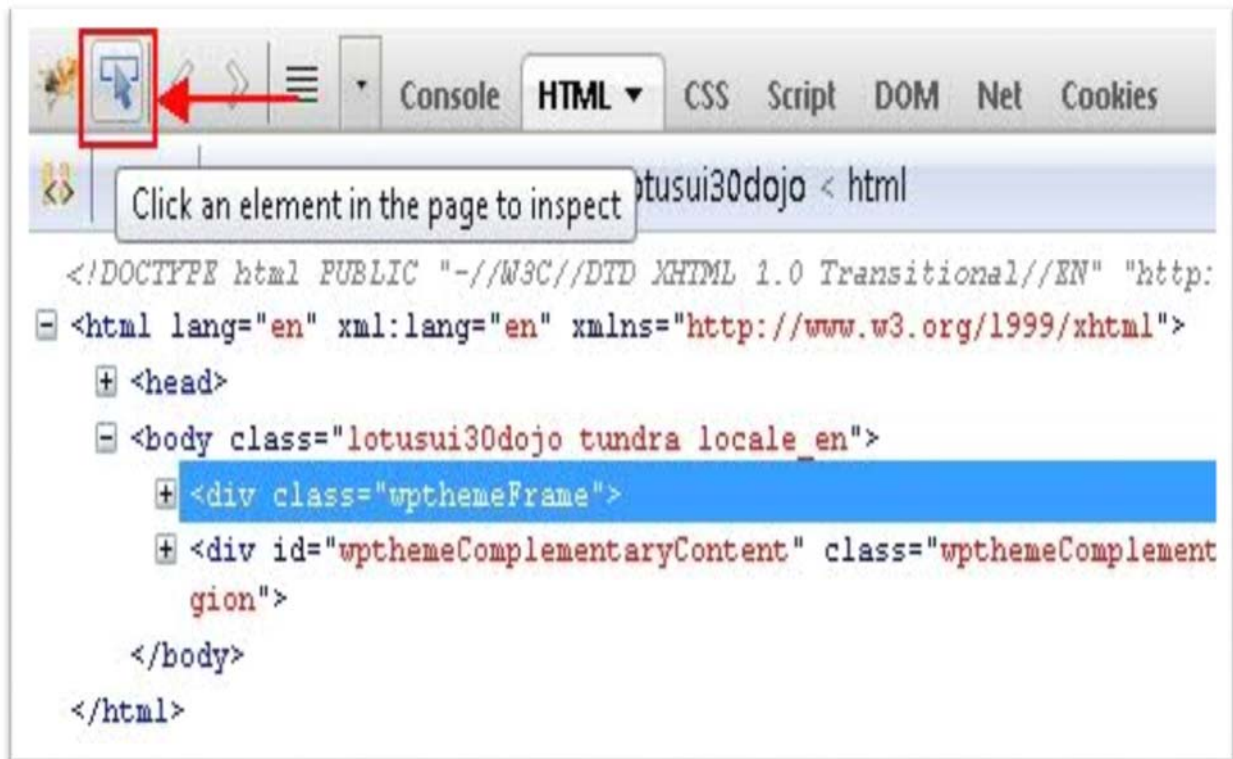 Console HTML CSS Script DOM Net Cookies
Click an element in the page to inspect
otusui30dojo < html
<!DOCTYPE html PUBLIC "-//W3C//DTD XHTML 1.0 Transitional//EN" "http:
<html lang="en" xml:lang="en" xmlns="http://www.w3.org/1999/xhtml">
<head>
<body class="lotusui30dojo tundra locale_en">
<div class="wpthemeFrame">
<div id="wpthemeComplementaryContent" class="wpthemeComplement
gion">
</body>
</html>